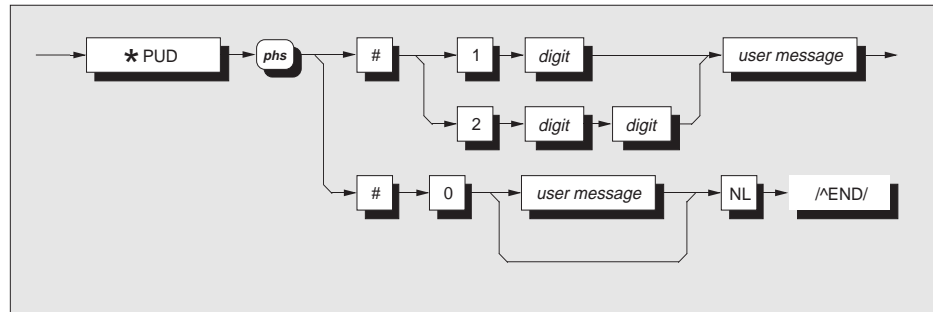 * PUD phs # 1 digit user message
2 digit digit
# 0 user message NL /^END/